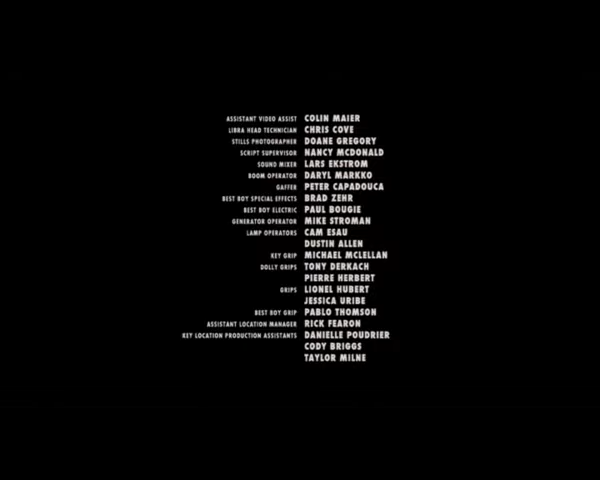 ASSISTANT VIDEO ASSIST COLIN MAIER
LIBRA HEAD TECHNICIAN CHRIS COVE
STILLS PHOTOGRAPHER DOANE GREGORY
SCRIPT SUPERVISOR NANCY MCDONALD
SOUND MIXER LARS EKSTROM
BOOM OPERATOR DARYL MARKKO
GAFFER PETER CAPADOUCA
BEST BOY SPECIAL EFFECTS BRAD ZEHR
BEST BOY ELECTRIC PAUL BOUGIE
GENERATOR OPERATOR MIKE STROMAN
LAMP OPERATORS CAM ESAU
DUSTIN ALLEN
KEY GRIP MICHAEL MCLELLAN
DOLLY GRIPS TONY DERKACH
PIERRE HERBERT
GRIPS LIONEL HUBERT
JESSICA URIBE
BEST BOY GRIP PABLO THOMSON
ASSISTANT LOCATION MANAGER RICK FEARON
KEY LOCATION PRODUCTION ASSISTANTS DANIELLE POUDRIER
CODY BRIGGS
TAYLOR MILNE